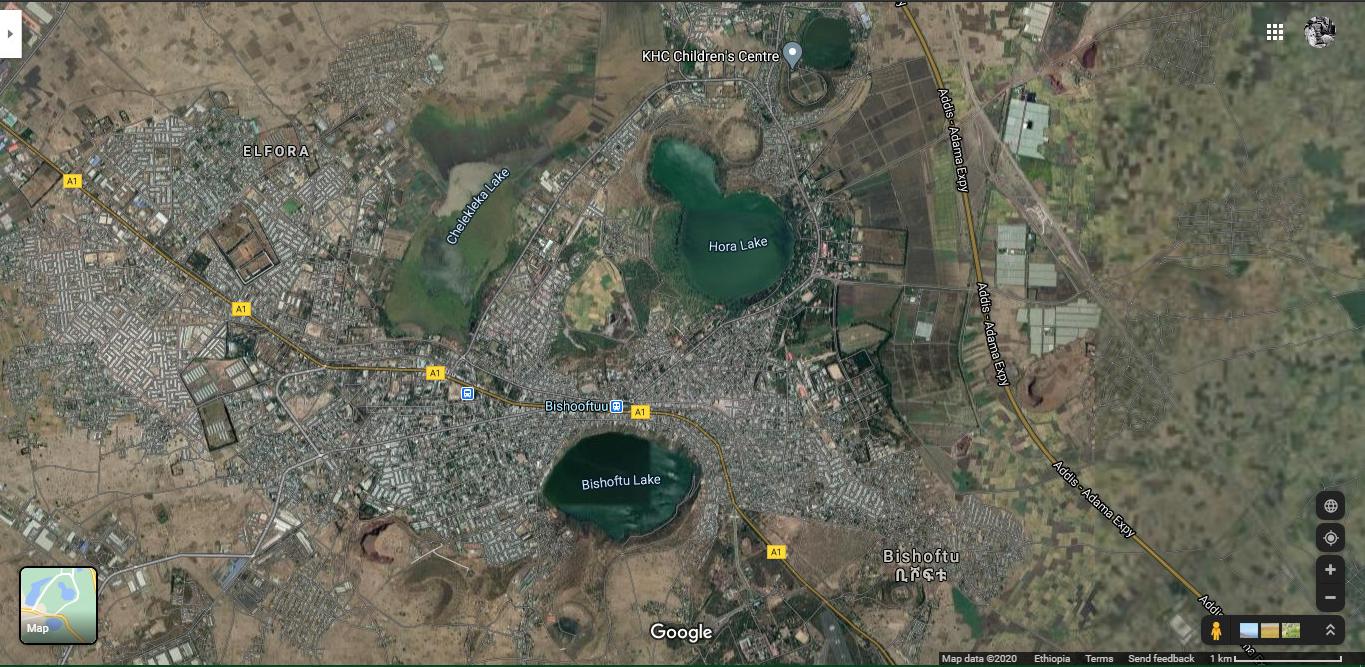 KHC Children's Centre
Addis - Adama Expy
ELFORA
A1
Chelekleka Lake
Hora Lake
A1
Addis - Adama Expy
A1
Bishooftuu
A1
Bishoftu Lake
Addis - Adama Expy
A1
Bishoftu
ቢሾፍቱ
Map
Google
Map data ©2020 Ethiopia Terms Send feedback 1 km